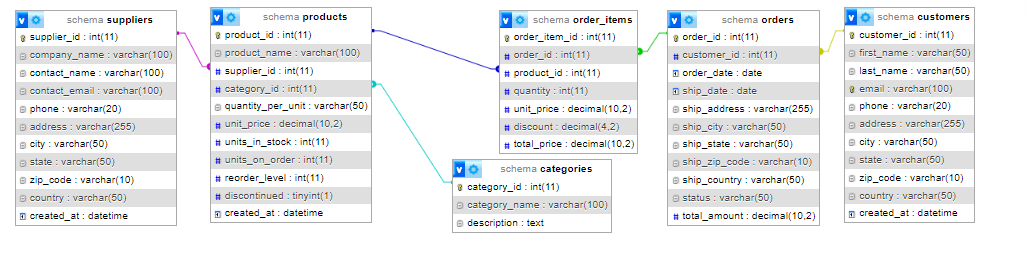 schema suppliers
supplier_id : int(11)
company_name : varchar(100)
contact_name : varchar(100)
contact_email : varchar(100)
phone : varchar(20)
address : varchar(255)
city : varchar(50)
state : varchar(50)
zip_code : varchar(10)
country : varchar(50)
created_at : datetime
schema products
product_id : int(11)
product_name : varchar(100)
supplier_id : int(11)
category_id : int(11)
quantity_per_unit : varchar(50)
unit_price : decimal(10,2)
units_in_stock : int(11)
units_on_order : int(11)
reorder_level : int(11)
discontinued : tinyint(1)
created_at : datetime
schema order_items
order_item_id : int(11)
order_id : int(11)
product_id : int(11)
quantity : int(11)
unit_price : decimal(10,2)
discount : decimal(4,2)
total_price : decimal(10,2)
schema categories
category_id : int(11)
category_name : varchar(100)
description : text
schema orders
order_id : int(11)
customer_id : int(11)
order_date : date
ship_date : date
ship_address : varchar(255)
ship_city : varchar(50)
ship_state : varchar(50)
ship_zip_code : varchar(10)
ship_country : varchar(50)
status : varchar(50)
total_amount : decimal(10,2)
schema customers
customer_id : int(11)
first_name : varchar(50)
last_name : varchar(50)
email : varchar(100)
phone : varchar(20)
address : varchar(255)
city : varchar(50)
state : varchar(50)
zip_code : varchar(10)
country : varchar(50)
created_at : datetime